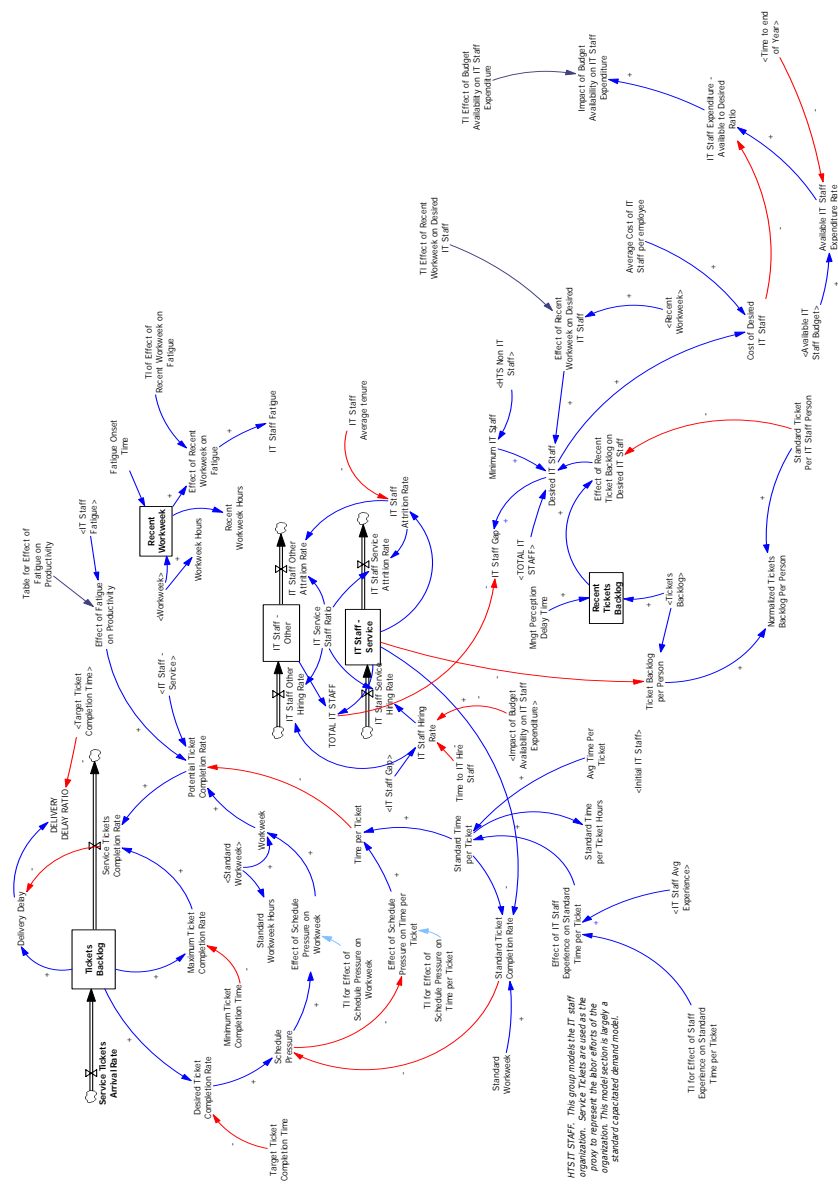 Service Tickets
Arrival Rate
Tickets
Backlog
Delivery Delay
DELIVERY
DELAY RATIO
<Target Ticket
Completion Time>
Service Tickets
Completion Rate
Maximum Ticket
Completion Rate
Minimum Ticket
Completion Time
Desired Ticket
Completion Rate
Target Ticket
Completion Time
Schedule
Pressure
Potential Ticket
Completion Rate
<IT Staff -
Service>
Effect of Fatigue
on Productivity
Table for Effect of
Fatigue on
Productivity
<IT Staff
Fatigue>
Fatigue Onset
Time
TI of Effect of
Recent Workweek on
Fatigue
Recent
Workweek
<Workweek>
Workweek Hours
Effect of Recent
Workweek on
Fatigue
Recent
Workweek Hours
IT Staff Fatigue
Workweek
<Standard
Workweek>
Standard
Workweek Hours
Effect of Schedule
Pressure on
Workweek
TI for Effect of
Schedule Pressure on
Workweek
Effect of Schedule
Pressure on Time per
Ticket
TI for Effect of
Schedule Pressure on
Time per Ticket
Time per Ticket
Standard Time
per Ticket
Standard Ticket
Completion Rate
Standard
Workweek
IT Staff Other
Hiring Rate
IT Staff -
Other
IT Staff Other
Attrition Rate
IT Service
Staff Ratio
TOTAL IT STAFF
IT Staff -
Service
IT Staff Service
Hiring Rate
IT Staff Service
Attrition Rate
IT Staff
Attrition Rate
IT Staff
Average tenure
<IT Staff Gap>
IT Staff Hiring
Rate
Time to Hire
Staff
<Impact of Budget
Availability on IT Staff
Expenditure>
IT Staff Gap
<TOTAL IT
STAFF>
Minimum IT Staff
<HTS Non IT
Staff>
Desired IT Staff
Mngt Perception
Delay Time
Recent
Tickets
Backlog
Effect of Recent
Ticket Backlog on
Desired IT Staff
Effect of Recent
Workweek on Desired
IT Staff
TI Effect of Recent
Workweek on Desired
IT Staff
<Recent
Workweek>
Average Cost of IT
Staff per employee
Cost of Desired
IT Staff
<Tickets
Backlog>
Ticket Backlog
per Person
Normalized Tickets
Backlog Per Person
Standard Ticket
Per IT Staff Person
<Available IT
Staff Budget>
Available IT Staff
Expenditure Rate
<Time to end
of Year>
IT Staff Expenditure -
Available to Desired
Ratio
Impact of Budget
Availability on IT Staff
Expenditure
TI Effect of Budget
Availability on IT Staff
Expenditure
Avg Time Per
Ticket
<Initial IT Staff>
Standard Time
per Ticket Hours
Effect of IT Staff
Experience on Standard
Time per Ticket
<IT Staff Avg
Experience>
TI for Effect of Staff
Experience on Standard
Time per Ticket
HTS IT STAFF. This group models the IT staff
organization. Service Tickets are used as the
proxy to represent the labor efforts of the
organization. This model section is largely a
standard capacitated demand model.